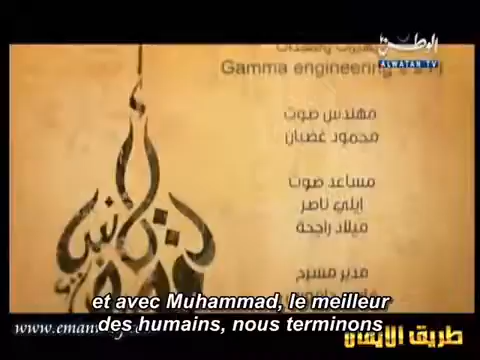 الوطن
ALWATAN TV
Gamma engineering
مهندس صوت
محمود غضبان
مساعد صوت
إيلي ناصر
ميلاد راجحة
مدير مسرح
et avec Muhammad, le meilleur
des humains, nous terminons
www.eman
طريق الإيمان